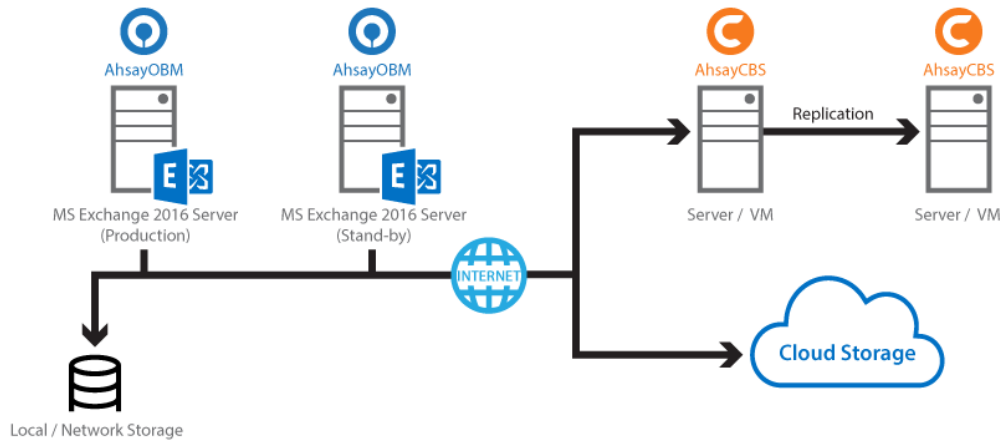 AhsayOBM
AhsayOBM
AhsayCBS
AhsayCBS
Replication
E
E
MS Exchange 2016 Server
(Production)
MS Exchange 2016 Server
(Stand-by)
Server / VM
Server / VM
INTERNET
Cloud Storage
Local / Network Storage